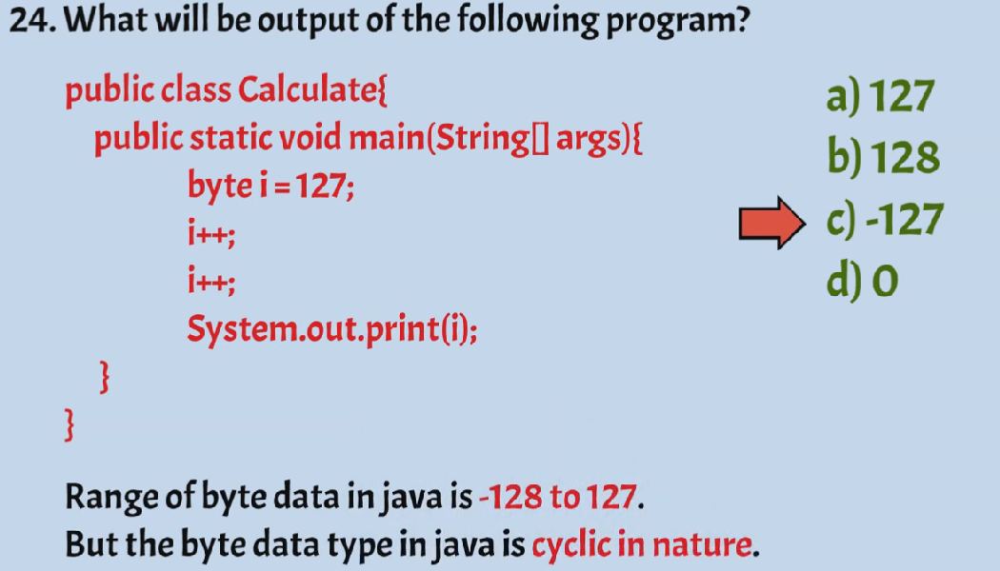 24. What will be output of the following program?
public class Calculate{
public static void main(String[] args){
byte i = 127;
i++;
i++;
System.out.print(i);
}
}
a) 127
b) 128
c) -127
d) 0
Range of byte data in java is -128 to 127.
But the byte data type in java is cyclic in nature.